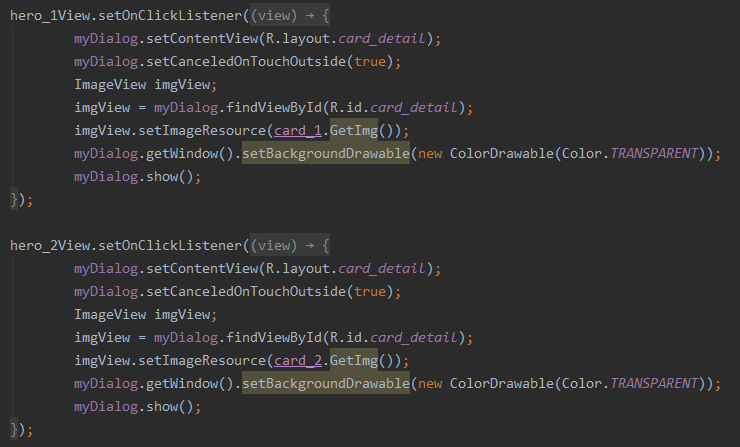 hero_1View.setOnClickListener((view) → {
myDialog.setContentView(R.layout.card_detail);
myDialog.setCanceledOnTouchOutside(true);
ImageView imgView;
imgView = myDialog.findViewById(R.id.card_detail);
imgView.setImageResource(card_1.GetImg());
myDialog.getWindow().setBackgroundDrawable(new ColorDrawable(Color.TRANSPARENT));
myDialog.show();
});
hero_2View.setOnClickListener((view) → {
myDialog.setContentView(R.layout.card_detail);
myDialog.setCanceledOnTouchOutside(true);
ImageView imgView;
imgView = myDialog.findViewById(R.id.card_detail);
imgView.setImageResource(card_2.GetImg());
myDialog.getWindow().setBackgroundDrawable(new ColorDrawable(Color.TRANSPARENT));
myDialog.show();
});